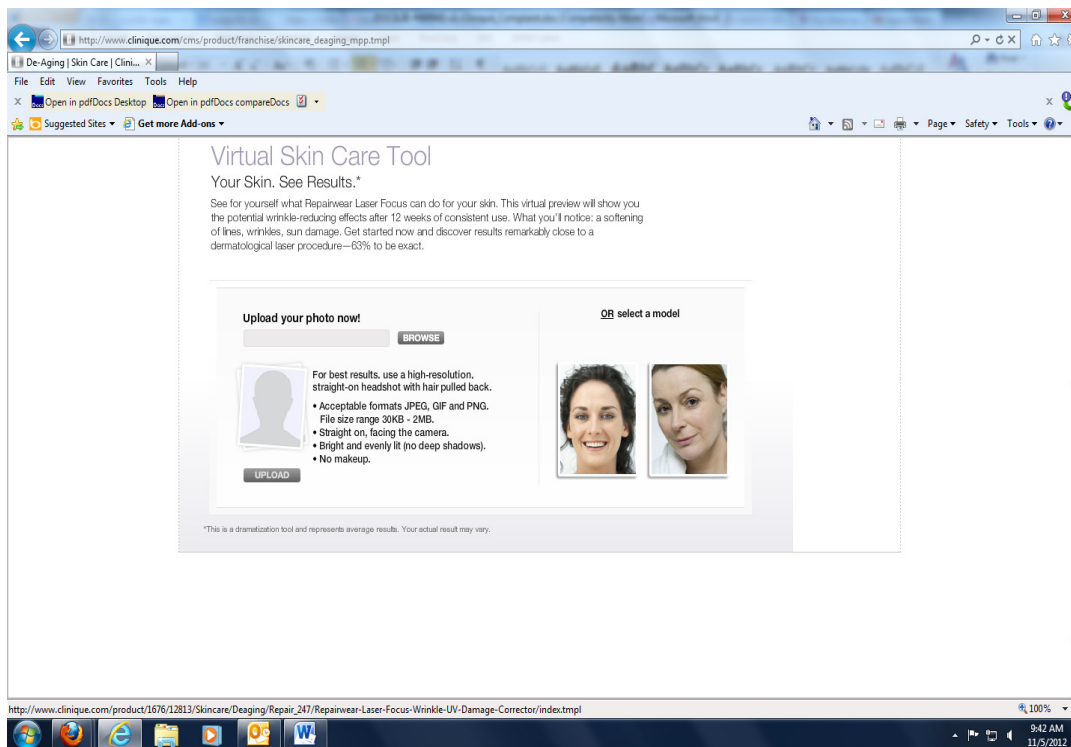 http://www.clinique.com/cms/product/franchise/skincare_deaging_mpp.tmpl
De-Aging | Skin Care | Clini... X
File Edit View Favorites Tools Help
X Open in pdfDocs Desktop Open in pdfDocs compareDocs
Suggested Sites Get more Add-ons Page Safety Tools
Virtual Skin Care Tool
Your Skin. See Results.*
See for yourself what Repairwear Laser Focus can do for your skin. This virtual preview will show you
the potential wrinkle-reducing effects after 12 weeks of consistent use. What you'll notice: a softening
of lines, wrinkles, sun damage. Get started now and discover results remarkably close to a
dermatological laser procedure—63% to be exact.
Upload your photo now!
BROWSE
For best results, use a high-resolution,
straight-on headshot with hair pulled back.
• Acceptable formats JPEG, GIF and PNG.
File size range 30KB - 2MB.
• Straight on, facing the camera.
• Bright and evenly lit (no deep shadows).
• No makeup.
UPLOAD
OR select a model
*This is a dramatization tool and represents average results. Your actual result may vary.
http://www.clinique.com/product/1676/12813/Skincare/Deaging/Repair_247/Repairwear-Laser-Focus-Wrinkle-UV-Damage-Corrector/index.tmpl
100%
9:42 AM
11/5/2012